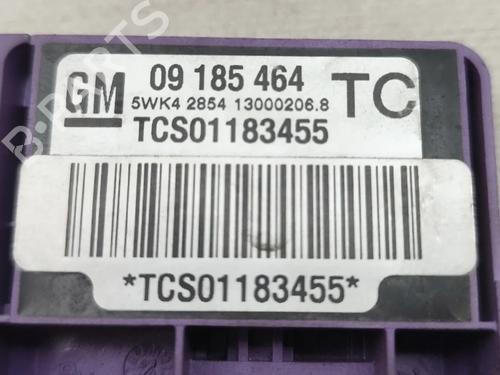 GM 09 185 464 TC
5WK4 2854 13000206.8
TCS01183455
*TCS01183455*
B-PARTS